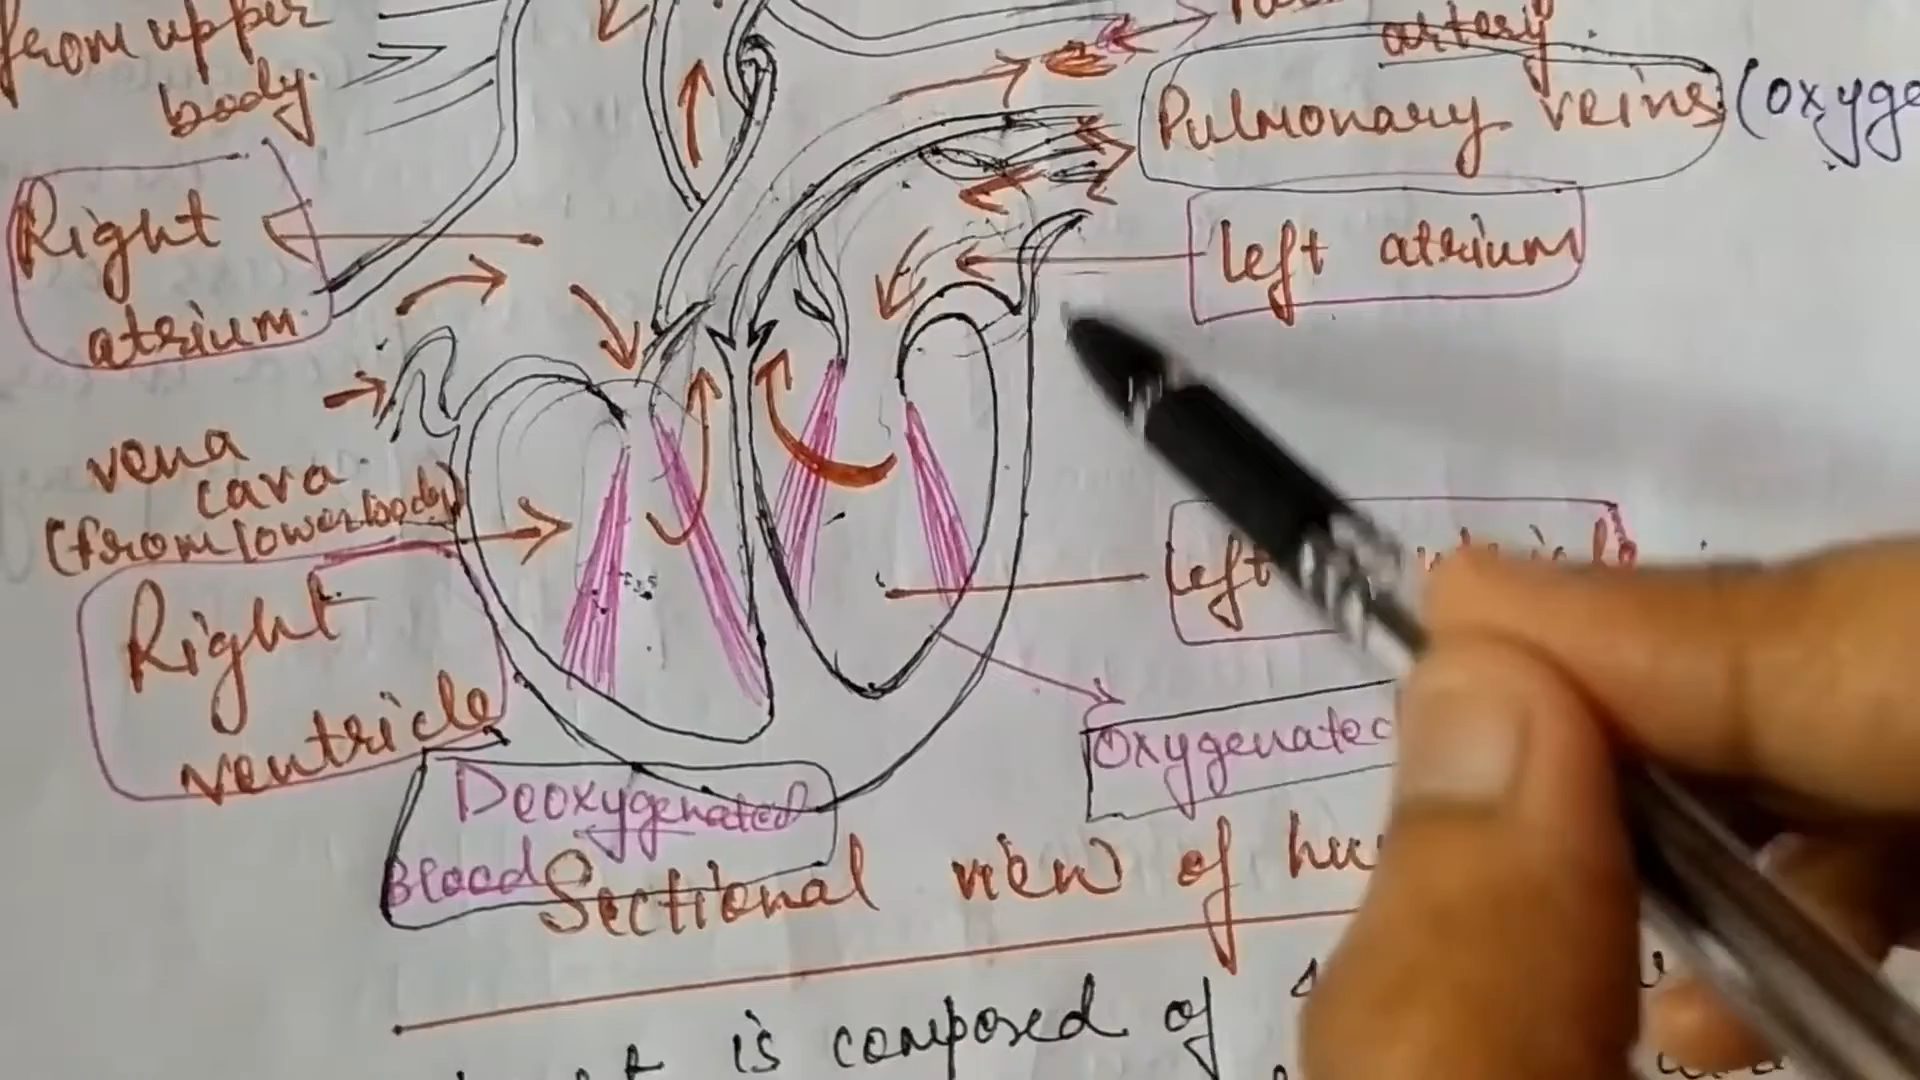 from upper
body.
artery.
Pulmonary veins (oxyge
Right
atrium.
left atrium
vena
cava
(from lower body)
left
Right
ventricle
Oxygenated
Deoxygenated
Blood
Sectional view of hu
is composed of